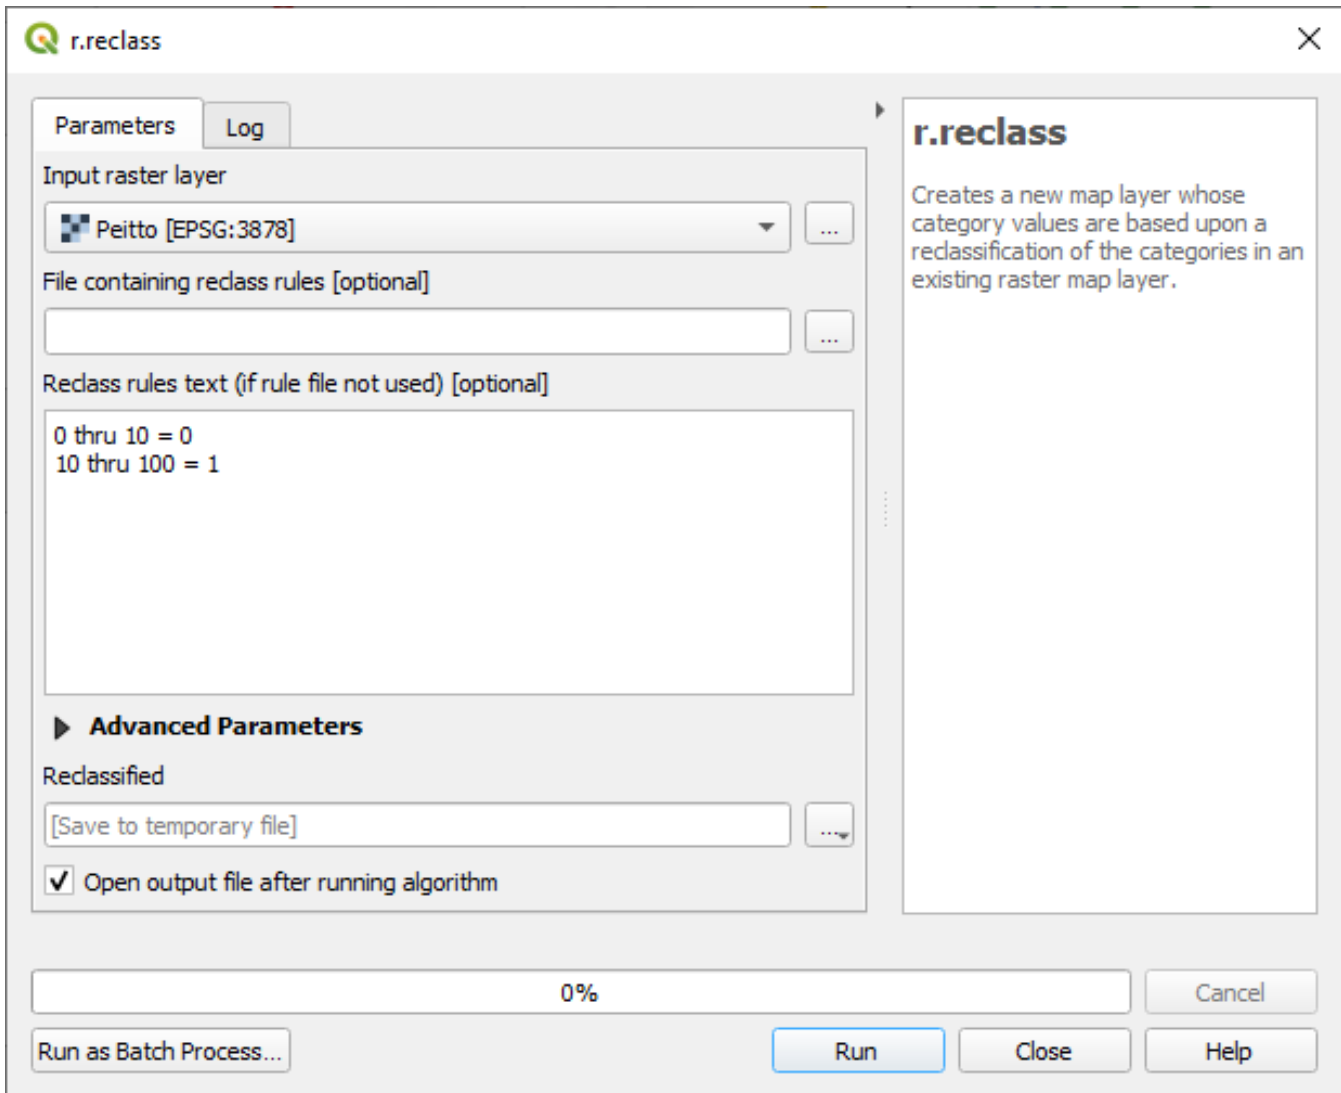 r.reclass
Parameters
Log
Input raster layer
Peitto [EPSG:3878]
...
File containing reclass rules [optional]
...
Reclass rules text (if rule file not used) [optional]
0 thru 10 = 0
10 thru 100 = 1
Advanced Parameters
Reclassified
[Save to temporary file]
...
Open output file after running algorithm
r.reclass
Creates a new map layer whose
category values are based upon a
reclassification of the categories in an
existing raster map layer.
0%
Cancel
Run as Batch Process...
Run
Close
Help